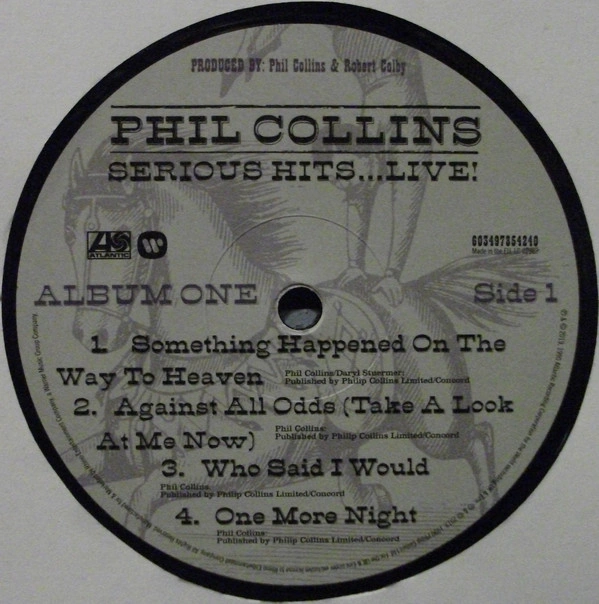 PRODUCED BY: Phil Collins & Robert Colby
PHIL COLLINS
SERIOUS HITS...LIVE!
ATLANTIC
603497854240
Made in the EU.
ALBUM ONE
Side 1
1. Something Happened On The
Way To Heaven
Phil Collins/Daryl Stuermer;
Published by Philip Collins Limited/Concord
2. Against All Odds (Take A Look
At Me Now)
Phil Collins;
Published by Philip Collins Limited/Concord
3. Who Said I Would
Phil Collins;
Published by Philip Collins Limited/Concord
4. One More Night
Phil Collins;
Published by Philip Collins Limited/Concord